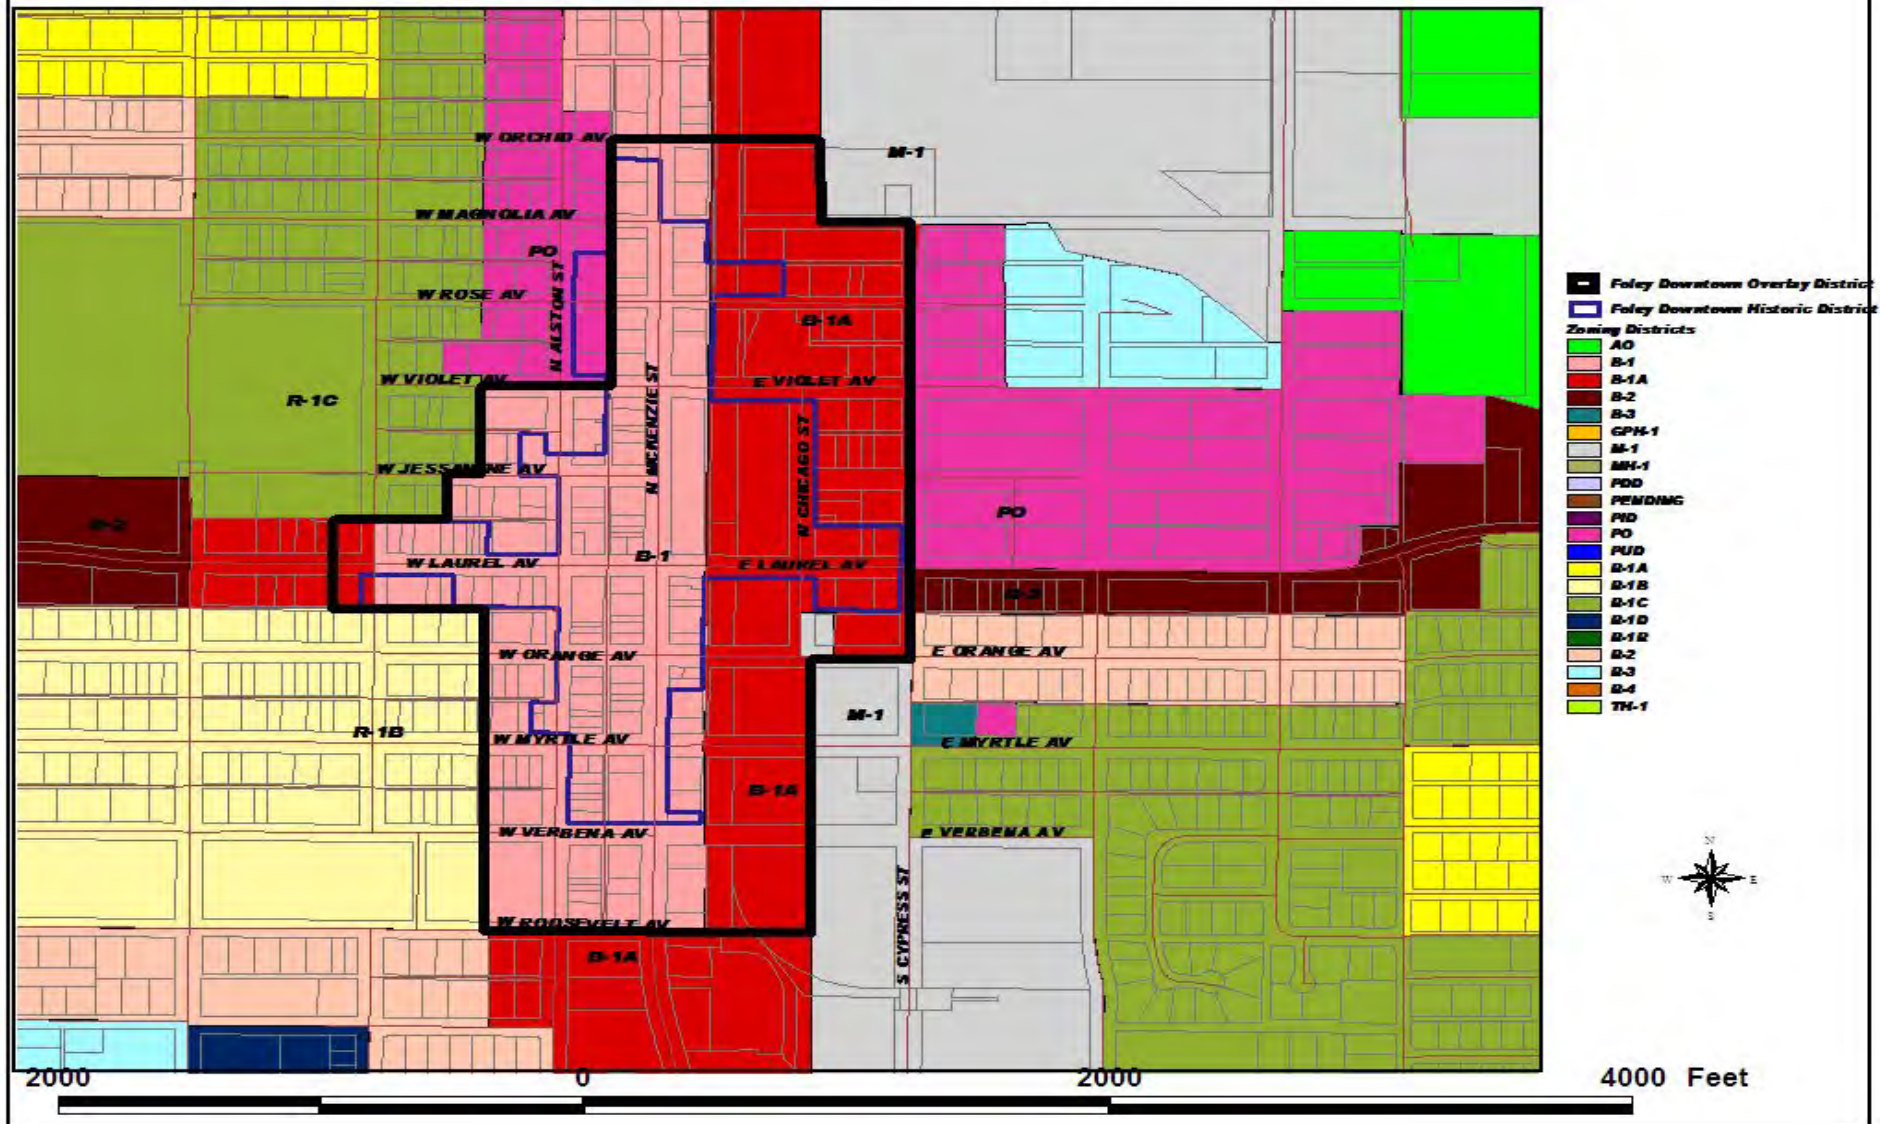 W ORCHID AV
M-1
W MAGNOLIA AV
PO
N ALSTON ST
W ROSE AV
B-1A
W VIOLET AV
E VIOLET AV
R-1C
N MCKENZIE ST
N CHICAGO ST
W JESSAMINE AV
PO
B-2
W LAUREL AV
B-1
E LAUREL AV
B-2
W ORANGE AV
E ORANGE AV
M-1
R-1B
W MYRTLE AV
E MYRTLE AV
B-1A
W VERBENA AV
E VERBENA AV
S CYPRESS ST
W ROOSEVELT AV
B-1A
Foley Downtown Overlay District
Foley Downtown Historic District
Zoning Districts
AO
B-1
B-1A
B-2
B-3
GPH-1
M-1
MH-1
PDD
PENDING
PID
PO
PUD
R-1A
R-1B
R-1C
R-1D
R-1R
R-2
R-3
R-4
TH-1
N
W E
S
2000 0 2000 4000 Feet